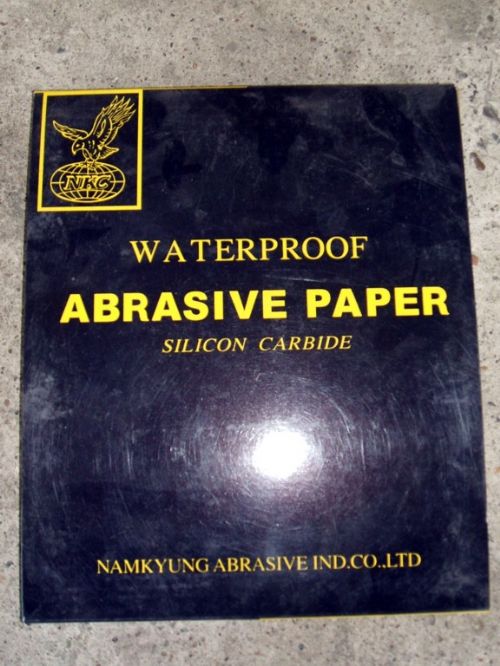 NKC
WATERPROOF
ABRASIVE PAPER
SILICON CARBIDE
NAMKYUNG ABRASIVE IND.CO.,LTD